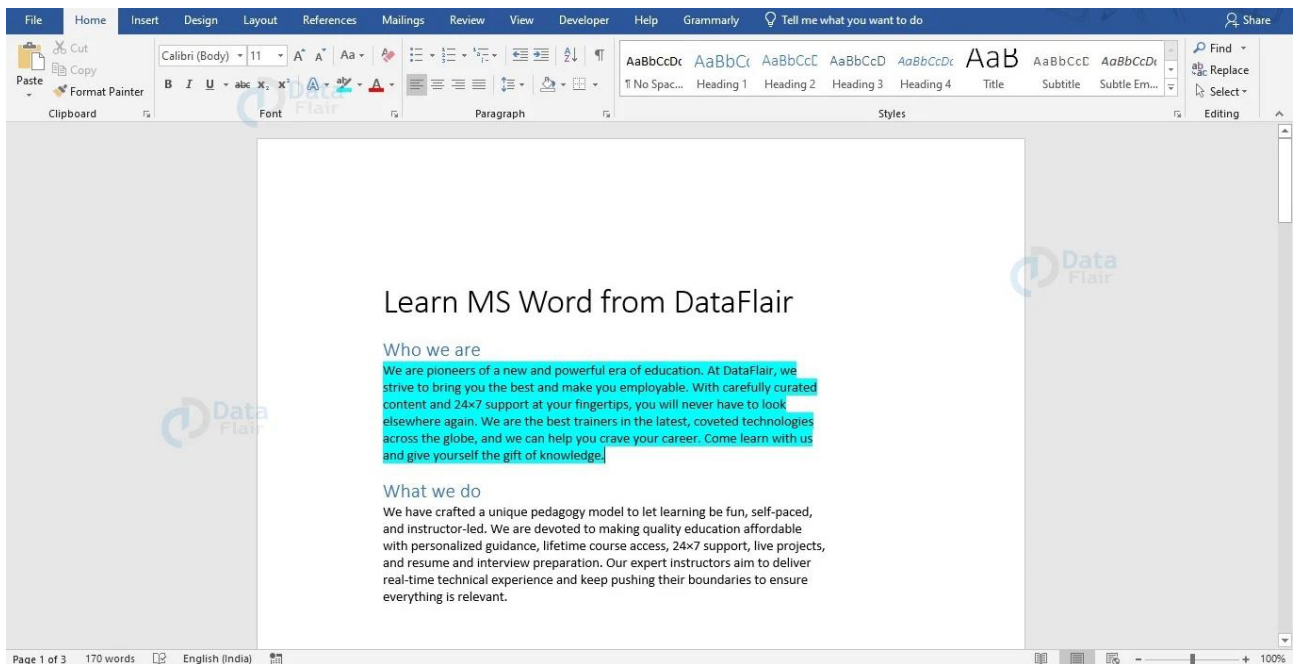 File Home Insert Design Layout References Mailings Review View Developer Help Grammarly Tell me what you want to do Share
Cut
Copy
Format Painter
Paste
Clipboard
Calibri (Body) 11 A A Aa
B I U abc x₂ x² A ab A
Font
Paragraph
AaBbCcDc AaBbCc AaBbCcC AaBbCcD AaBbCcDc AaB AaBbCcC AaBbCcDc
¶ No Spac... Heading 1 Heading 2 Heading 3 Heading 4 Title Subtitle Subtle Em...
Styles
Find
Replace
Select
Editing
Data
Flair
Learn MS Word from DataFlair
Data
Flair
Who we are
We are pioneers of a new and powerful era of education. At DataFlair, we
strive to bring you the best and make you employable. With carefully curated
content and 24×7 support at your fingertips, you will never have to look
elsewhere again. We are the best trainers in the latest, coveted technologies
across the globe, and we can help you crave your career. Come learn with us
and give yourself the gift of knowledge.
Data
Flair
What we do
We have crafted a unique pedagogy model to let learning be fun, self-paced,
and instructor-led. We are devoted to making quality education affordable
with personalized guidance, lifetime course access, 24×7 support, live projects,
and resume and interview preparation. Our expert instructors aim to deliver
real-time technical experience and keep pushing their boundaries to ensure
everything is relevant.
Page 1 of 3 170 words English (India) 100%